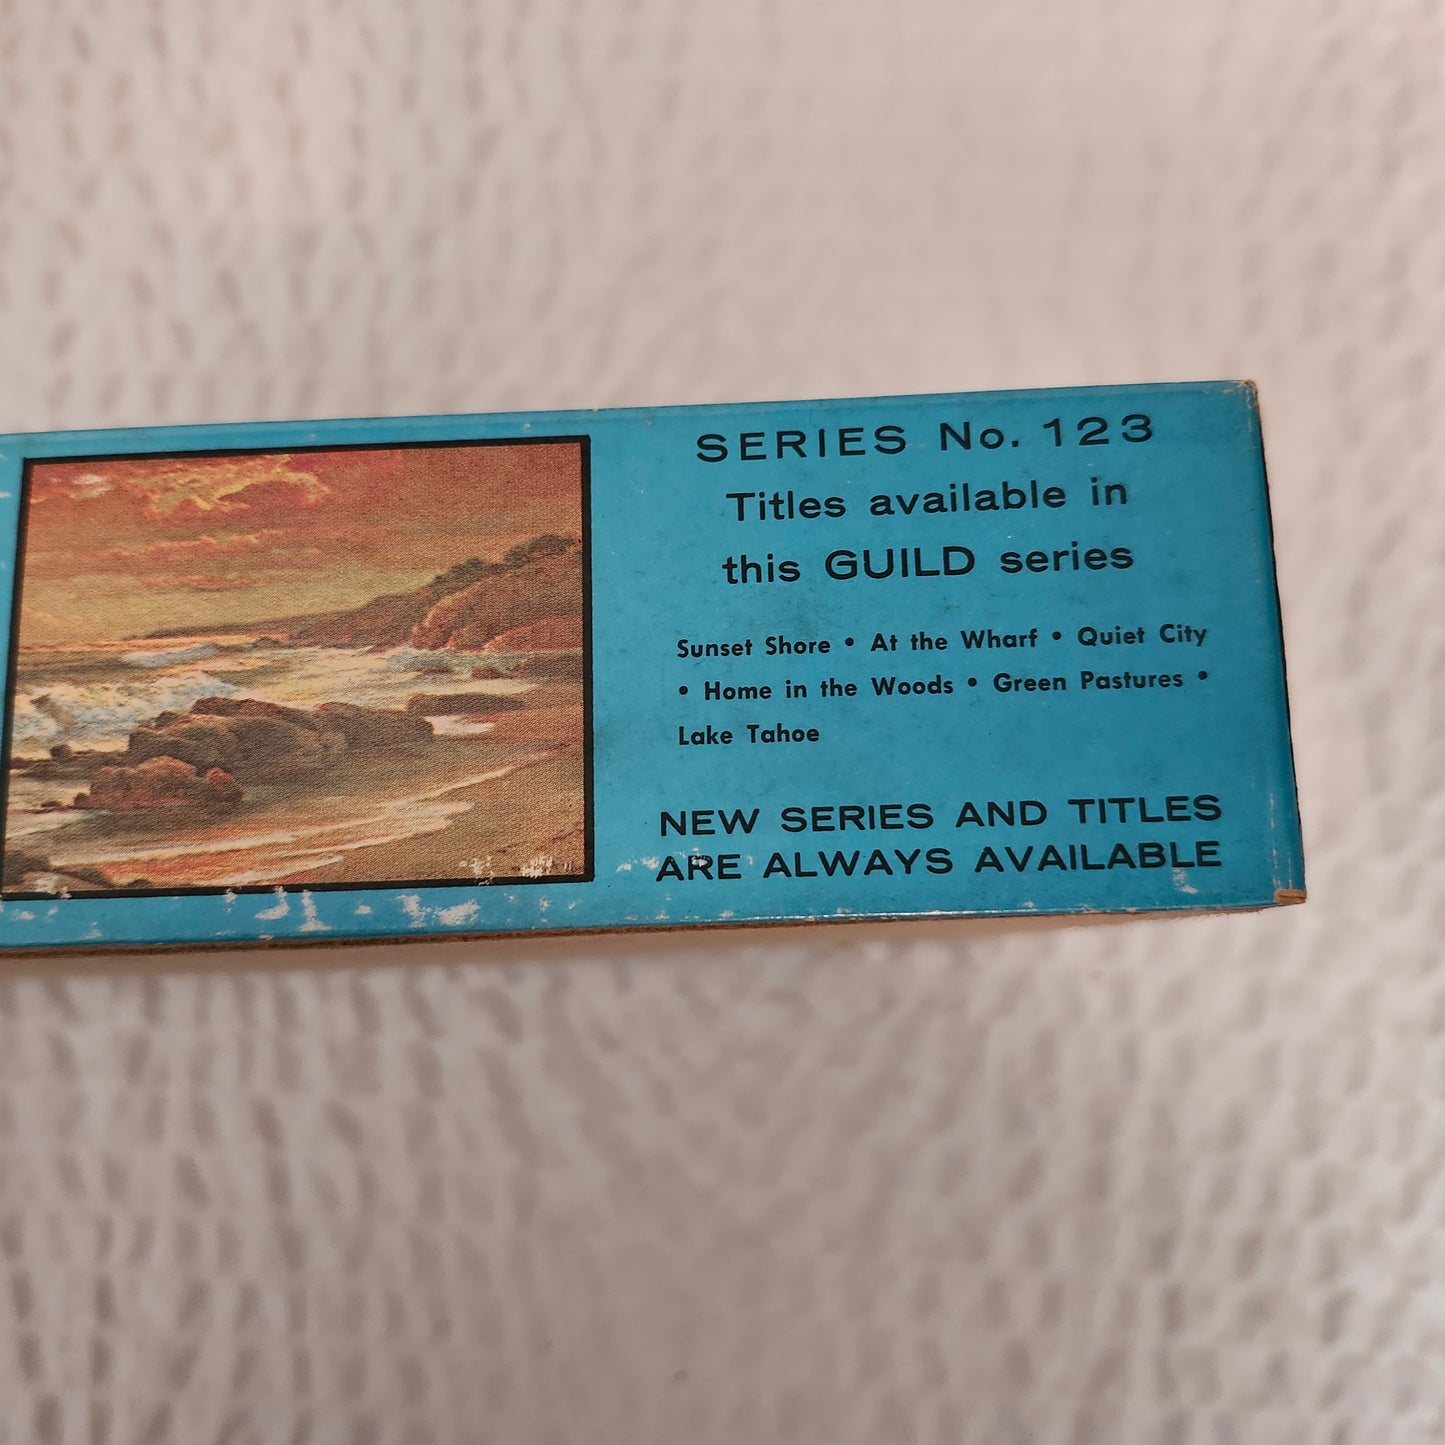 SERIES No. 123
Titles available in
this GUILD series
Sunset Shore • At the Wharf • Quiet City
• Home in the Woods • Green Pastures •
Lake Tahoe
NEW SERIES AND TITLES
ARE ALWAYS AVAILABLE